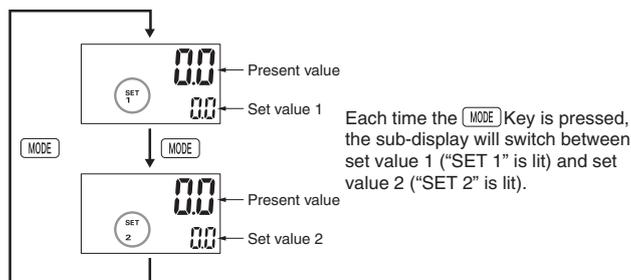 0.0
Present value
SET
1
0.0
Set value 1
MODE
MODE
Each time the MODE Key is pressed,
the sub-display will switch between
set value 1 (“SET 1” is lit) and set
value 2 (“SET 2” is lit).
0.0
Present value
SET
2
0.0
Set value 2